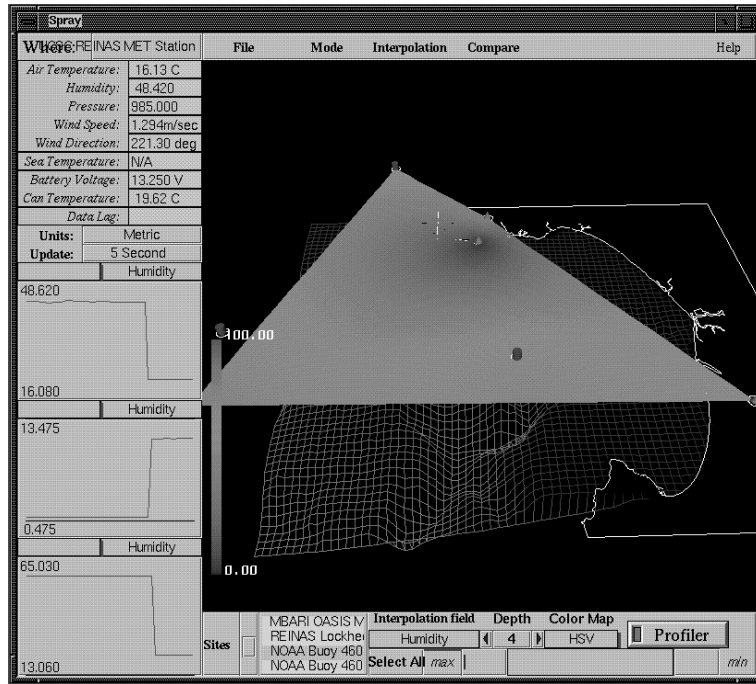 Spray
Where: REINAS MET Station
File Mode Interpolation Compare Help
Air Temperature: 16.13 C
Humidity: 48.420
Pressure: 985.000
Wind Speed: 1.294m/sec
Wind Direction: 221.30 deg
Sea Temperature: N/A
Battery Voltage: 13.250 V
Can Temperature: 19.62 C
Data Lag:
Units: Metric
Update: 5 Second
Humidity
48.620
16.080
Humidity
13.475
0.475
Humidity
65.030
13.060
100.00
0.00
Sites
MBARI OASIS M
REINAS Lockhee
NOAA Buoy 460
NOAA Buoy 460
Interpolation field Depth Color Map
Humidity 4 HSV
Profiler
Select All max min